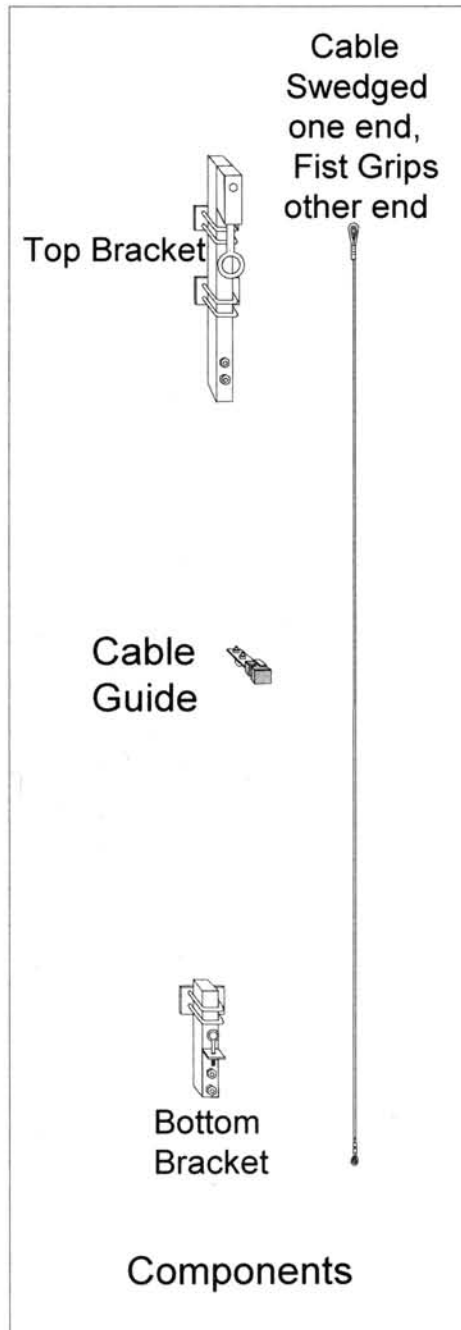 Cable
Swedged
one end,
Fist Grips
other end
Top Bracket
Cable
Guide
Bottom
Bracket
Components